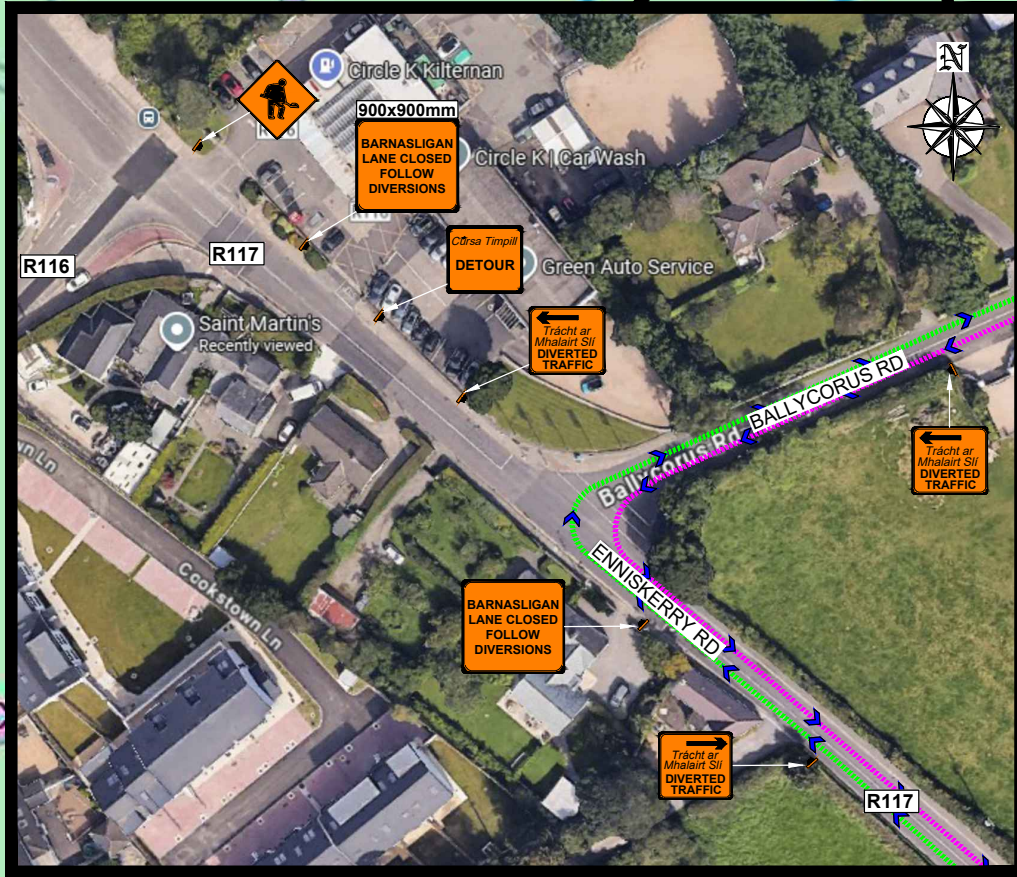 Circle K Kilternan
900x900mm
BARNASLIGAN
LANE CLOSED
FOLLOW
DIVERSIONS
Circle K | Car Wash
N
R116
R117
Cúrsa Timpill
DETOUR
Green Auto Service
Saint Martin's
Recently viewed
Trácht ar
Mhalairt Slí
DIVERTED
TRAFFIC
BALLYCORUS RD
Ballycorus Rd
Trácht ar
Mhalairt Slí
DIVERTED
TRAFFIC
Cookstown Ln
ENNISKERRY RD
BARNASLIGAN
LANE CLOSED
FOLLOW
DIVERSIONS
Trácht ar
Mhalairt Slí
DIVERTED
TRAFFIC
R117